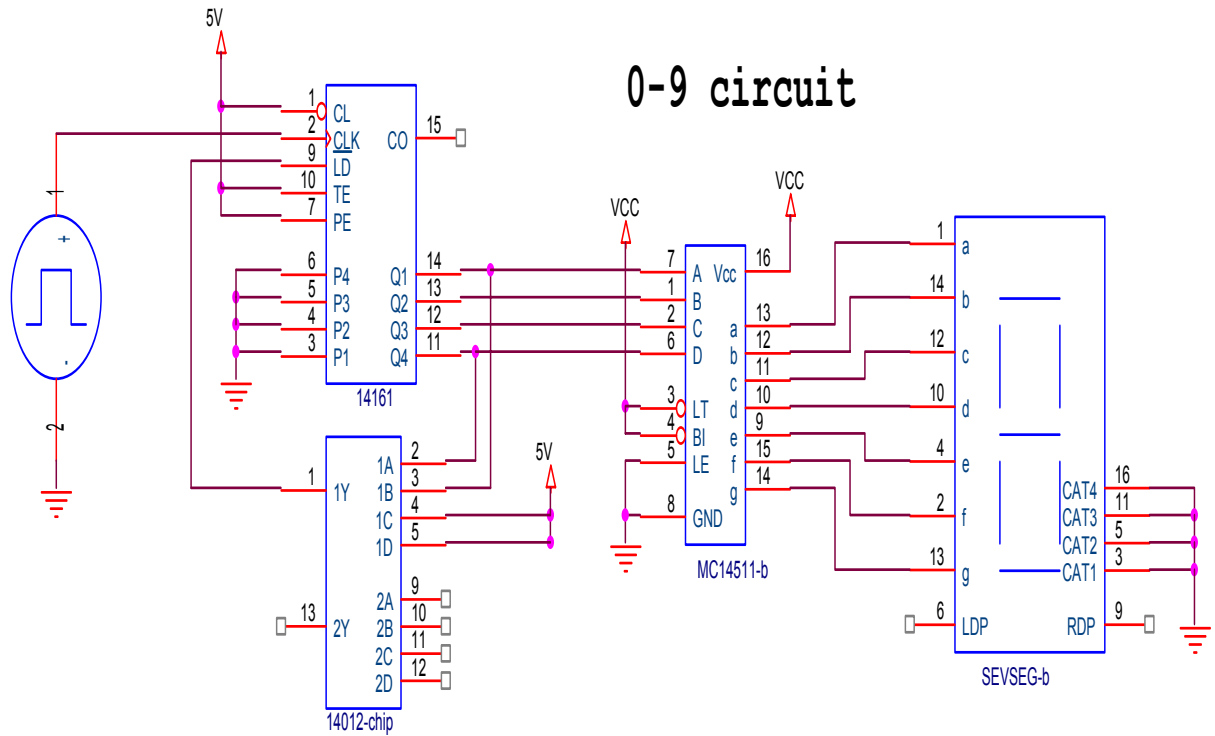 0-9 circuit
5V
1 CL
2 CLK
9 LD
10 TE
7 PE
6 P4
5 P3
4 P2
3 P1
CO 15
Q1 14
Q2 13
Q3 12
Q4 11
14161
1
+
-
2
1 1Y
13 2Y
1A 2
1B 3
1C 4
1D 5
2A 9
2B 10
2C 11
2D 12
14012-chip
5V
VCC
VCC
7 A
1 B
2 C
6 D
3 LT
4 BI
5 LE
8 GND
Vcc 16
a 13
b 12
c 11
d 10
e 9
f 15
g 14
MC14511-b
1 a
14 b
12 c
10 d
4 e
2 f
13 g
6 LDP
CAT4 16
CAT3 11
CAT2 5
CAT1 3
RDP 9
SEVSEG-b